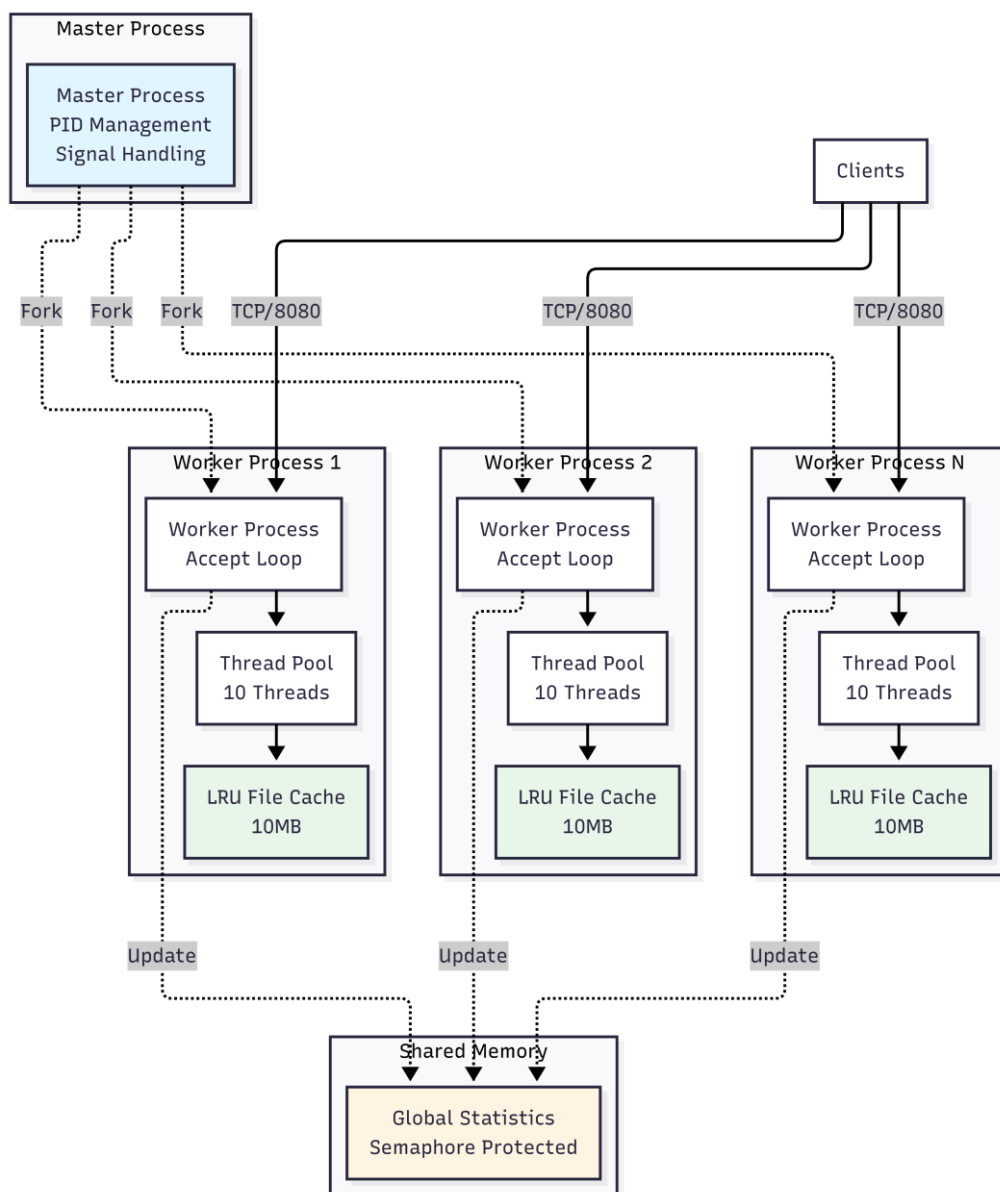 Master Process
Master Process
PID Management
Signal Handling
Clients
Fork
Fork
Fork
TCP/8080
TCP/8080
TCP/8080
Worker Process 1
Worker Process 2
Worker Process N
Worker Process
Accept Loop
Worker Process
Accept Loop
Worker Process
Accept Loop
Thread Pool
10 Threads
Thread Pool
10 Threads
Thread Pool
10 Threads
LRU File Cache
10MB
LRU File Cache
10MB
LRU File Cache
10MB
Update
Update
Update
Shared Memory
Global Statistics
Semaphore Protected